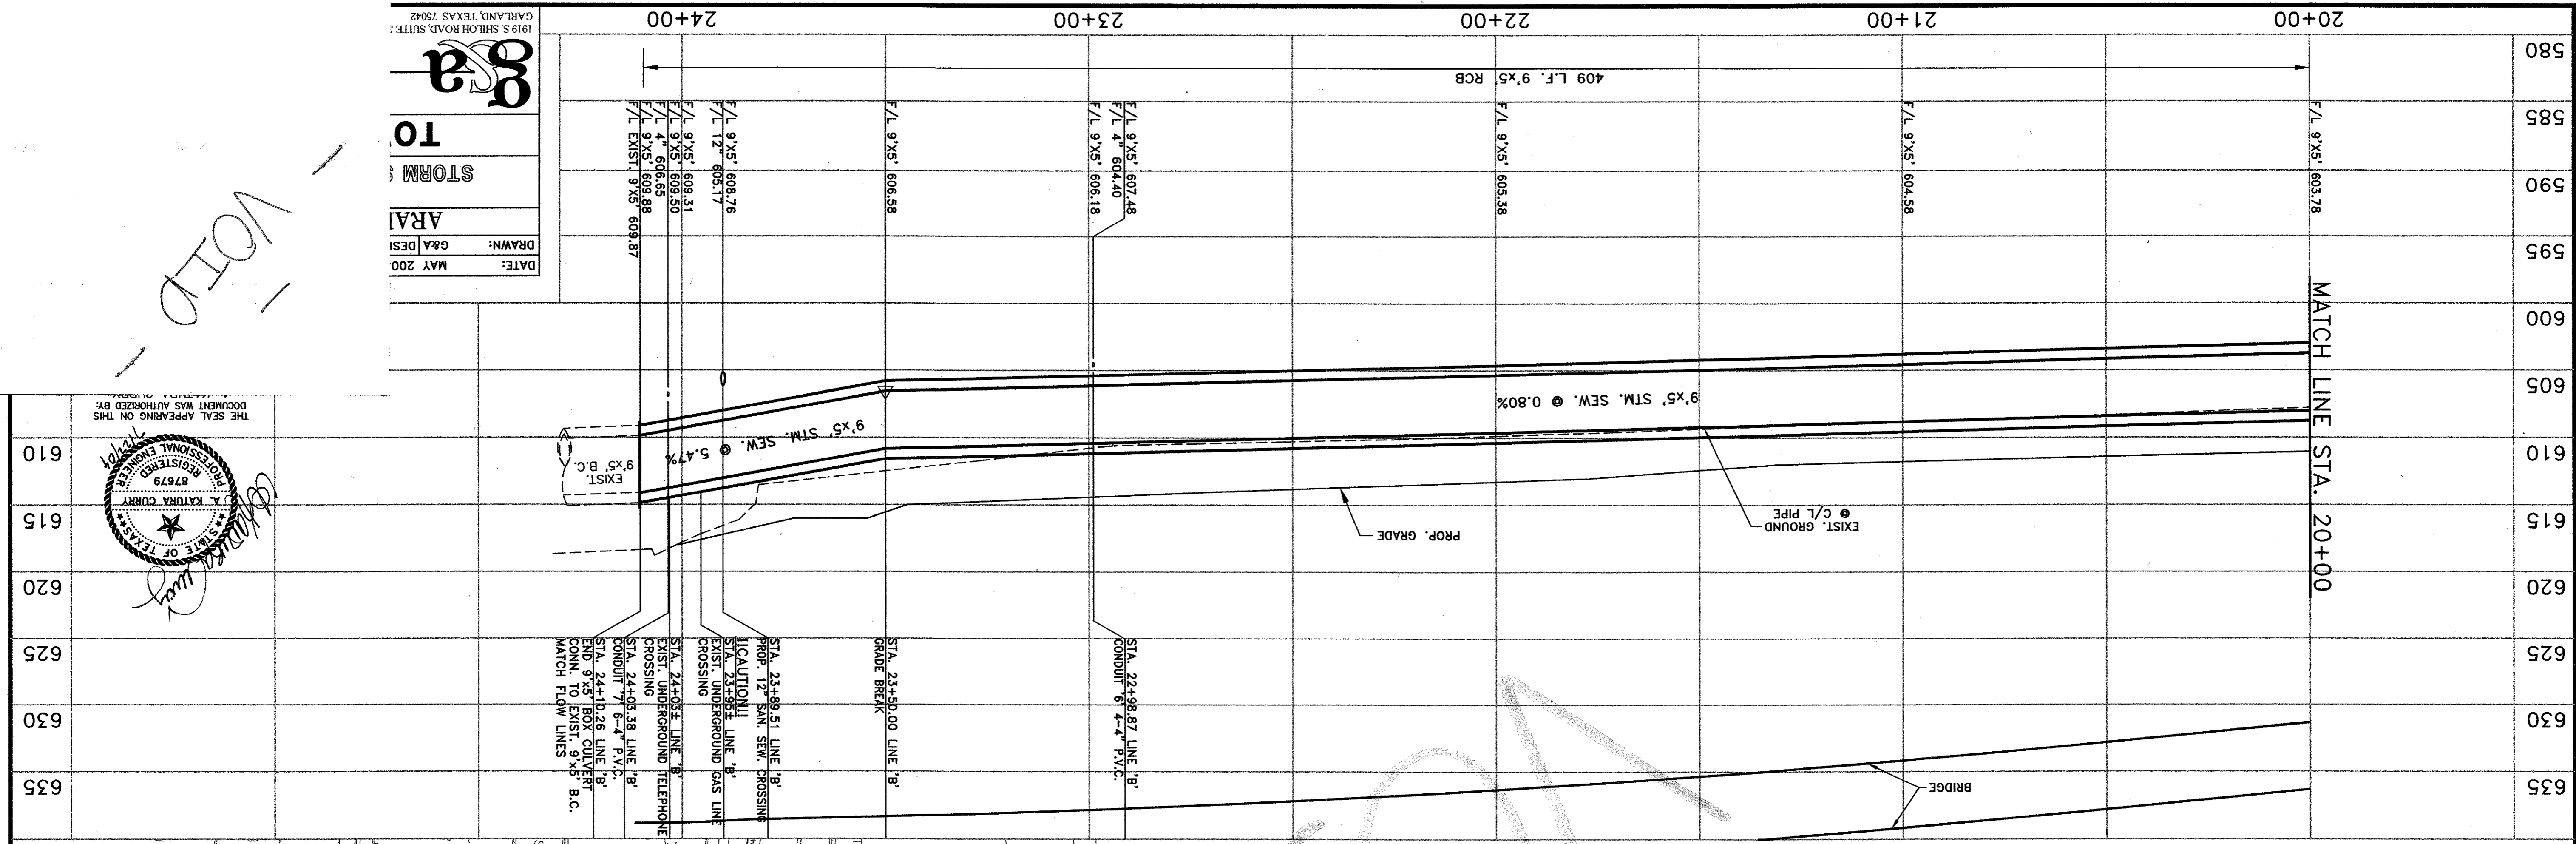 635
630
625
620
615
610
605
600
595
590
585
580
635
630
625
620
615
610
BRIDGE
MATCH LINE STA. 20+00
EXIST. GROUND
@ C/L PIPE
PROP. GRADE
9'x5' STM. SEW. @ 0.80%
9'x5' STM. SEW. @ 5.47%
EXIST.
9'x5' B.C.
STA. 22+98.87 LINE 'B'
CONDUIT '6' 4-4" P.V.C.
STA. 23+50.00 LINE 'B'
GRADE BREAK
STA. 23+89.51 LINE 'B'
PROP. 12" SAN. SEW. CROSSING
!!CAUTION!!
STA. 23+95± LINE 'B'
EXIST. UNDERGROUND GAS LINE
CROSSING
STA. 24+03± LINE 'B'
EXIST. UNDERGROUND TELEPHONE
CROSSING
STA. 24+03.38 LINE 'B'
CONDUIT '7' 6-4" P.V.C.
STA. 24+10.26 LINE 'B'
END 9'x5' BOX CULVERT
CONN. TO EXIST. 9'x5' B.C.
MATCH FLOW LINES
F/L 9'X5' 603.78
F/L 9'X5' 604.58
F/L 9'X5' 605.38
F/L 9'X5' 607.48
F/L 4" 604.40
F/L 9'X5' 606.18
F/L 9'X5' 606.58
F/L 9'X5' 608.76
F/L 12" 605.17
F/L 9'X5' 609.31
F/L 9'X5' 609.50
F/L 4" 606.65
F/L 9'X5' 609.88
F/L EXIST. 9'X5' 609.87
409 L.F. 9'x5' RCB
20+00
21+00
22+00
23+00
24+00
STATE OF TEXAS
A. KATURA CURRY
87679
REGISTERED
PROFESSIONAL ENGINEER
THE SEAL APPEARING ON THIS
DOCUMENT WAS AUTHORIZED BY:
- VOID -
DATE: MAY 200
DRAWN: G&A DESI
ARA
STORM S
TO
g&a
1919 S. SHILOH ROAD, SUITE
GARLAND, TEXAS 75042